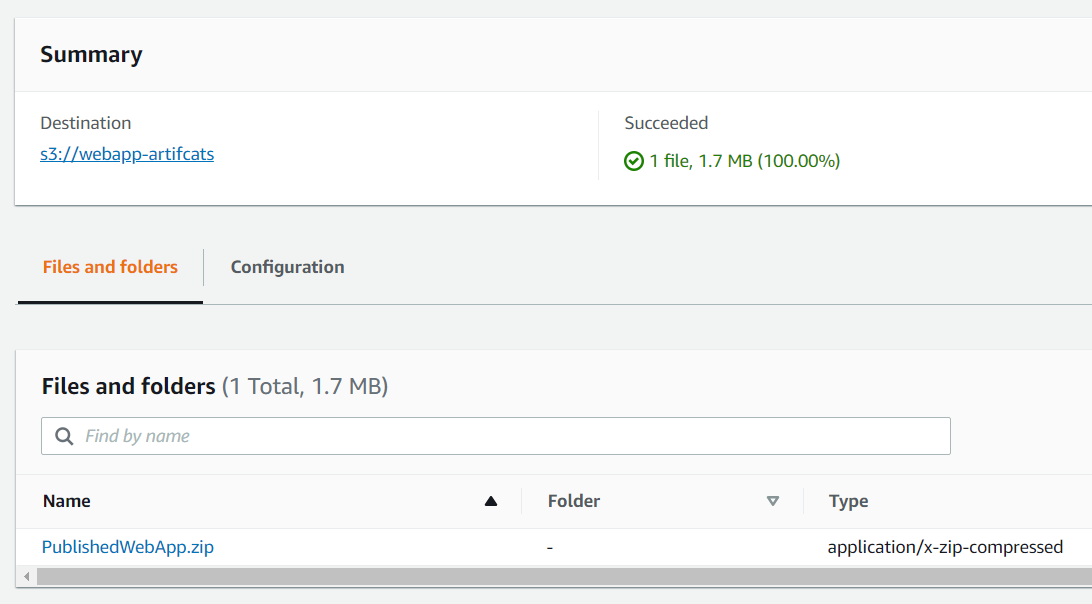 Summary
Destination
Succeeded
s3://webapp-artifcats
1 file, 1.7 MB (100.00%)
Files and folders
Configuration
Files and folders (1 Total, 1.7 MB)
Find by name
Name
Folder
Type
PublishedWebApp.zip
-
application/x-zip-compressed